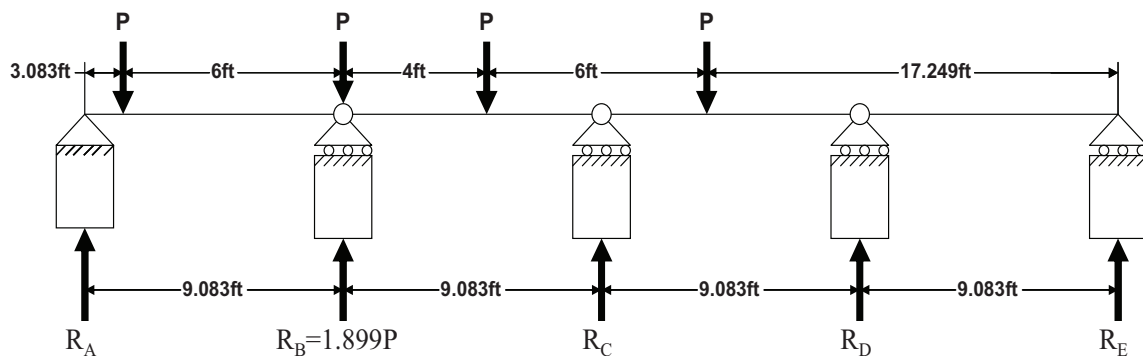 P P P P
3.083ft 6ft 4ft 6ft 17.249ft
9.083ft 9.083ft 9.083ft 9.083ft
R_A R_B=1.899P R_C R_D R_E